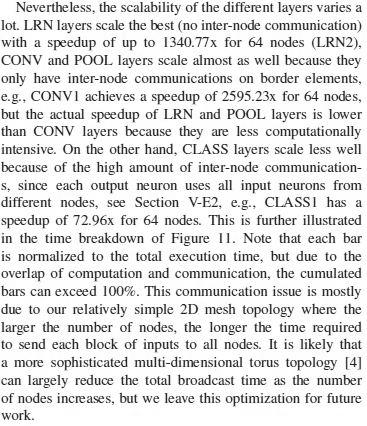 Nevertheless, the scalability of the different layers varies a
lot. LRN layers scale the best (no inter-node communication)
with a speedup of up to 1340.77x for 64 nodes (LRN2),
CONV and POOL layers scale almost as well because they
only have inter-node communications on border elements,
e.g., CONV1 achieves a speedup of 2595.23x for 64 nodes,
but the actual speedup of LRN and POOL layers is lower
than CONV layers because they are less computationally
intensive. On the other hand, CLASS layers scale less well
because of the high amount of inter-node communication-
s, since each output neuron uses all input neurons from
different nodes, see Section V-E2, e.g., CLASS1 has a
speedup of 72.96x for 64 nodes. This is further illustrated
in the time breakdown of Figure 11. Note that each bar
is normalized to the total execution time, but due to the
overlap of computation and communication, the cumulated
bars can exceed 100%. This communication issue is mostly
due to our relatively simple 2D mesh topology where the
larger the number of nodes, the longer the time required
to send each block of inputs to all nodes. It is likely that
a more sophisticated multi-dimensional torus topology [4]
can largely reduce the total broadcast time as the number
of nodes increases, but we leave this optimization for future
work.